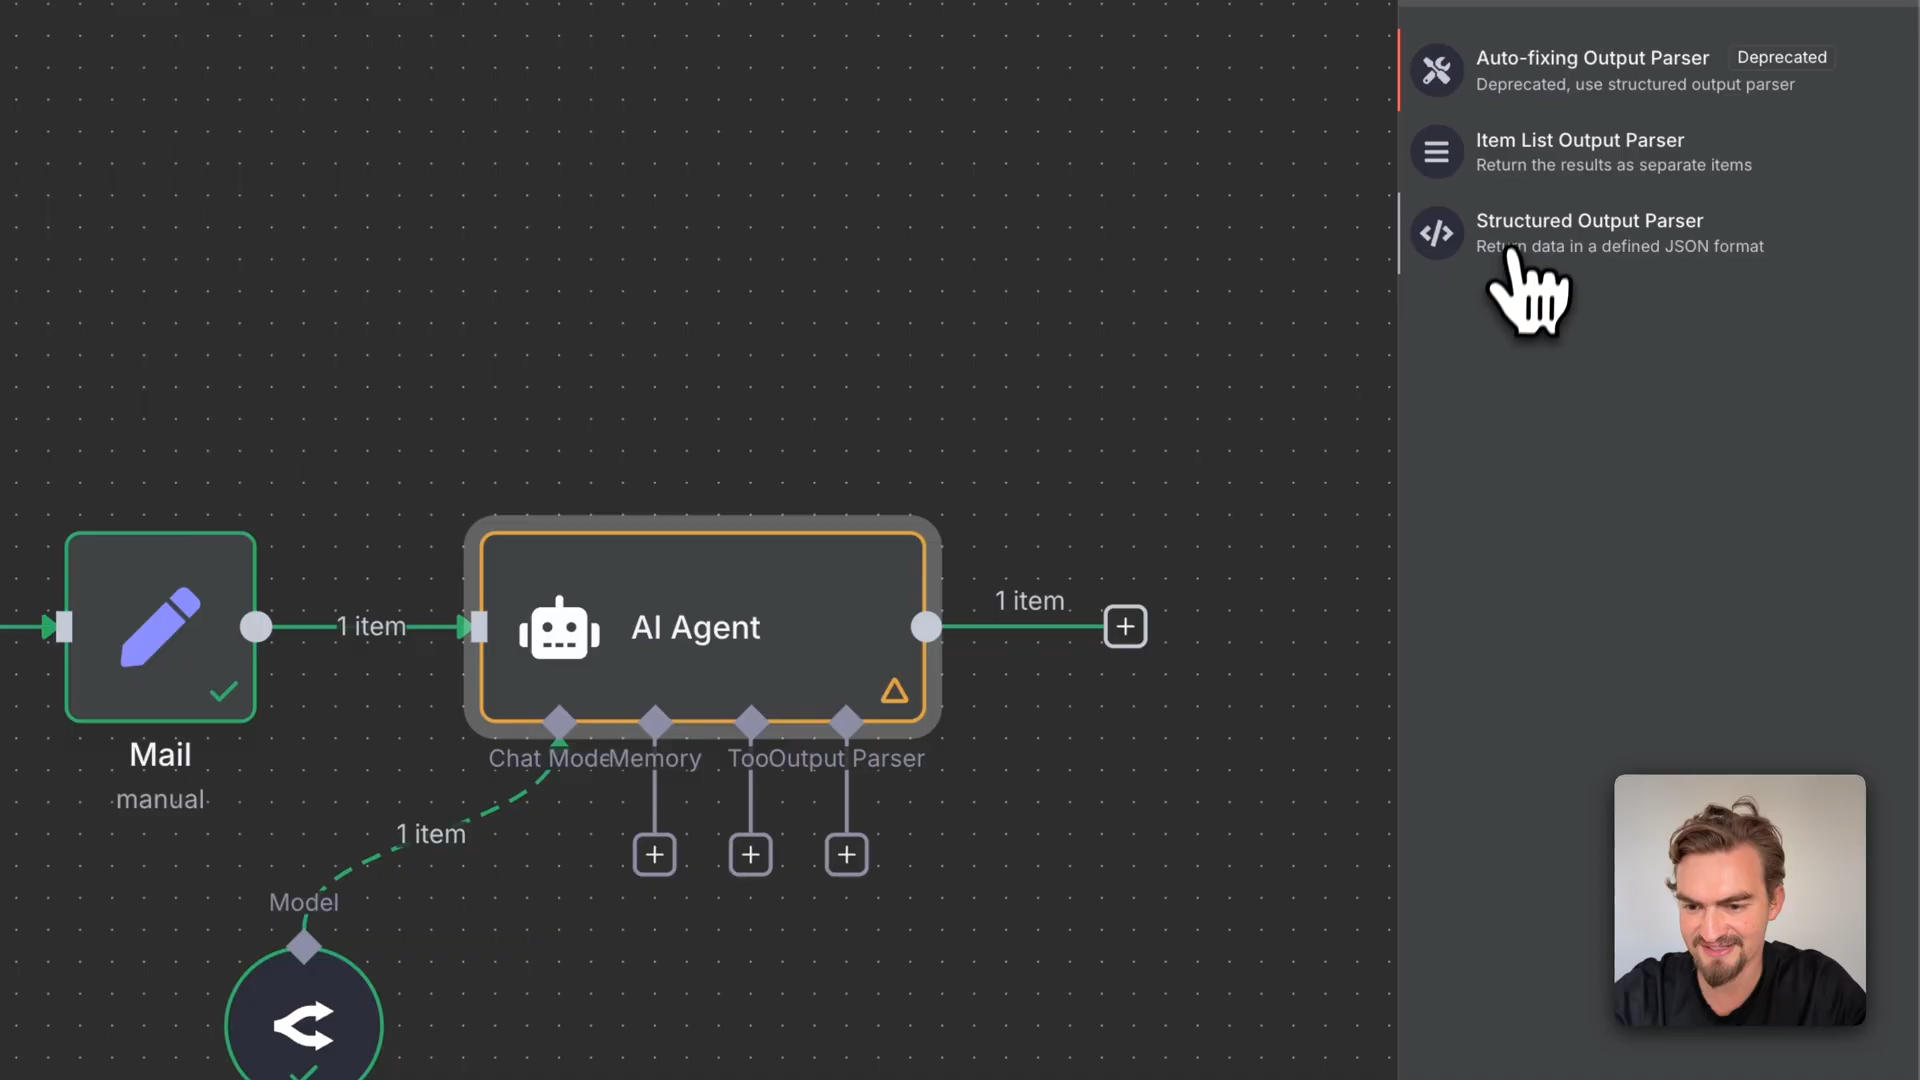 Auto-fixing Output Parser Deprecated
Deprecated, use structured output parser
Item List Output Parser
Return the results as separate items
Structured Output Parser
Return data in a defined JSON format
1 item
AI Agent
1 item
Mail
manual
Chat Mode
Memory
Too
Output Parser
1 item
Model